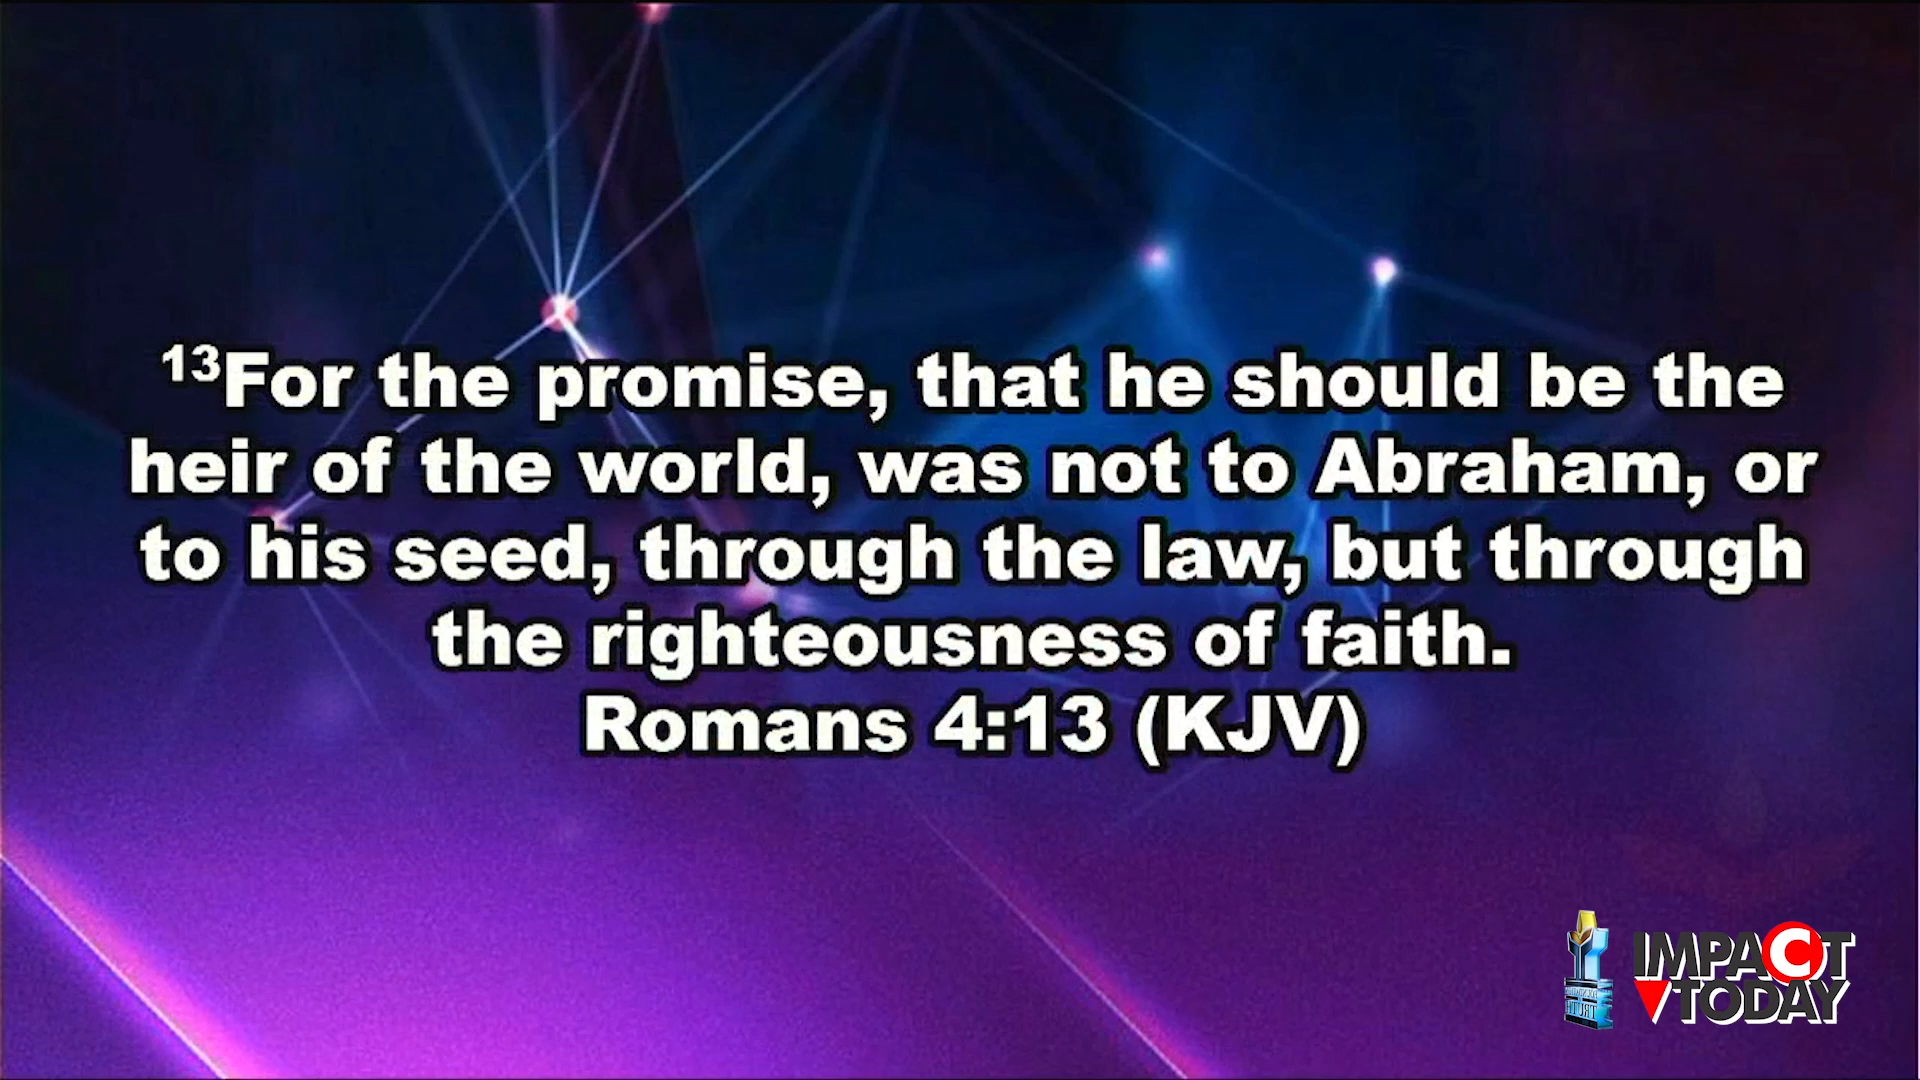 ¹³For the promise, that he should be the
heir of the world, was not to Abraham, or
to his seed, through the law, but through
the righteousness of faith.
Romans 4:13 (KJV)
IMPACT
TODAY